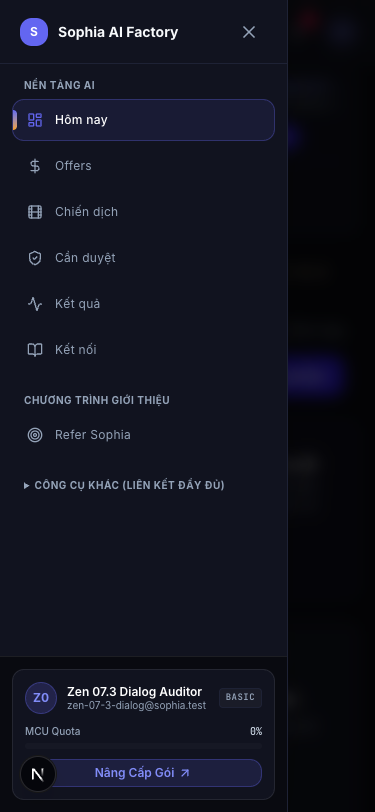 S Sophia AI Factory
NỀN TẢNG AI
Hôm nay
Offers
Chiến dịch
Cần duyệt
Kết quả
Kết nối
CHƯƠNG TRÌNH GIỚI THIỆU
Refer Sophia
CÔNG CỤ KHÁC (LIÊN KẾT ĐẦY ĐỦ)
Z0 Zen 07.3 Dialog Auditor BASIC
zen-07-3-dialog@sophia.test
MCU Quota 0%
N Nâng Cấp Gói